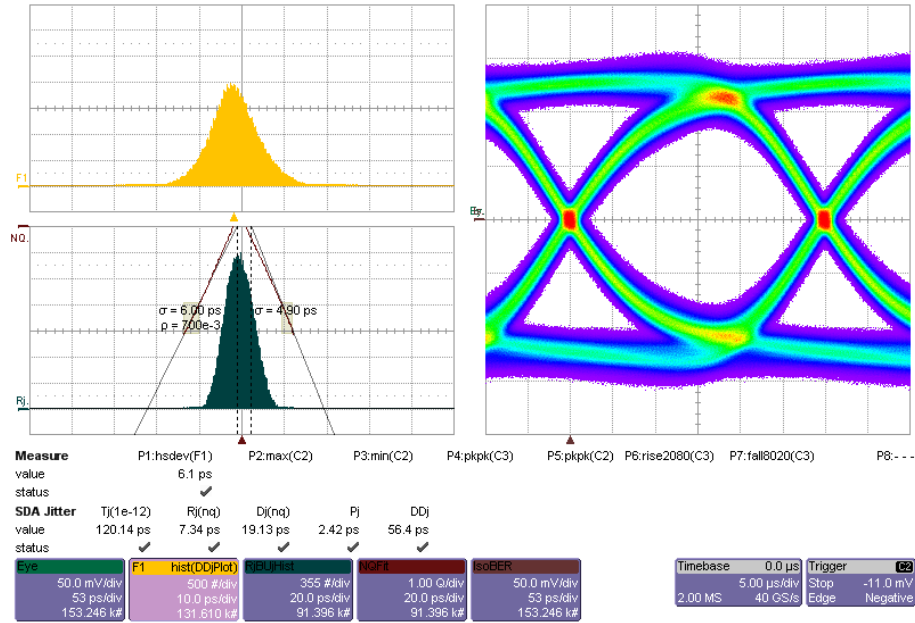 F1
NQ.
σ = 6.00 ps σ = 4.90 ps
ρ = 700e-3
Rj.
Measure P1:hsdev(F1) P2:max(C2) P3:min(C2) P4:pkpk(C3) P5:pkpk(C2) P6:rise2080(C3) P7:fall8020(C3) P8:- - -
value 6.1 ps
status
SDA Jitter Tj(1e-12) Rj(nq) Dj(nq) Pj DDj
value 120.14 ps 7.34 ps 19.13 ps 2.42 ps 56.4 ps
status
Eye F1 hist(DDjPlot) RjBUjHist NQFit IsoBER Timebase 0.0 µs Trigger C2
50.0 mV/div 500 #/div 355 #/div 1.00 Q/div 50.0 mV/div 5.00 µs/div Stop -11.0 mV
53 ps/div 10.0 ps/div 20.0 ps/div 20.0 ps/div 53 ps/div 2.00 MS 40 GS/s Edge Negative
153.246 k# 131.610 k# 91.396 k# 91.396 k# 153.246 k#